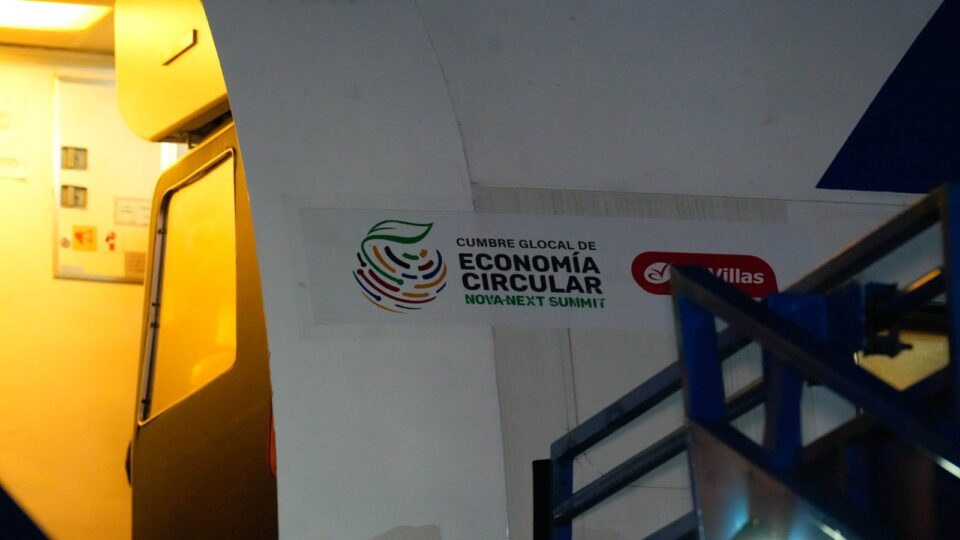 CUMBRE GLOCAL DE
ECONOMÍA
CIRCULAR
NOVA-NEXT SUMMIT
Villas